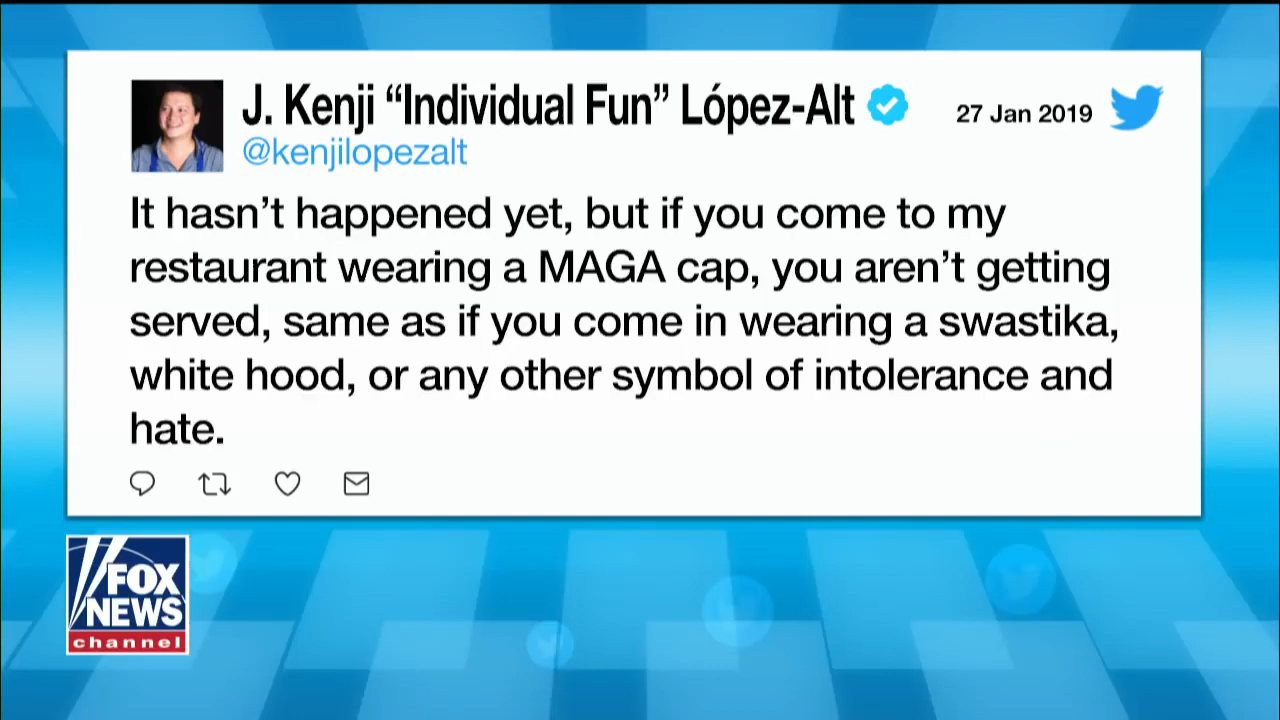 J. Kenji “Individual Fun” López-Alt
27 Jan 2019
@kenjilopezalt
It hasn’t happened yet, but if you come to my
restaurant wearing a MAGA cap, you aren’t getting
served, same as if you come in wearing a swastika,
white hood, or any other symbol of intolerance and
hate.
FOX
NEWS
channel